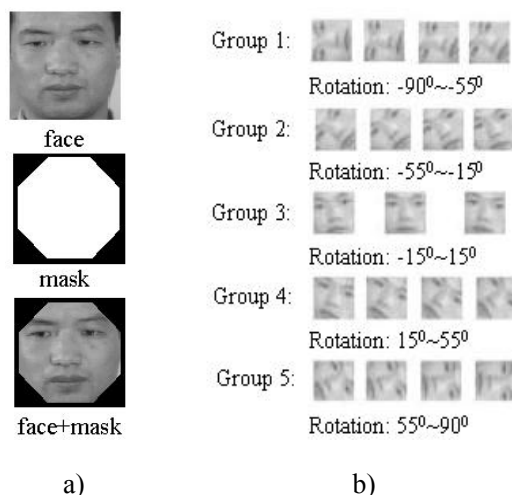 face
mask
face+mask
a)
Group 1:
Rotation: -90⁰~-55⁰
Group 2:
Rotation: -55⁰~-15⁰
Group 3:
Rotation: -15⁰~15⁰
Group 4:
Rotation: 15⁰~55⁰
Group 5:
Rotation: 55⁰~90⁰
b)